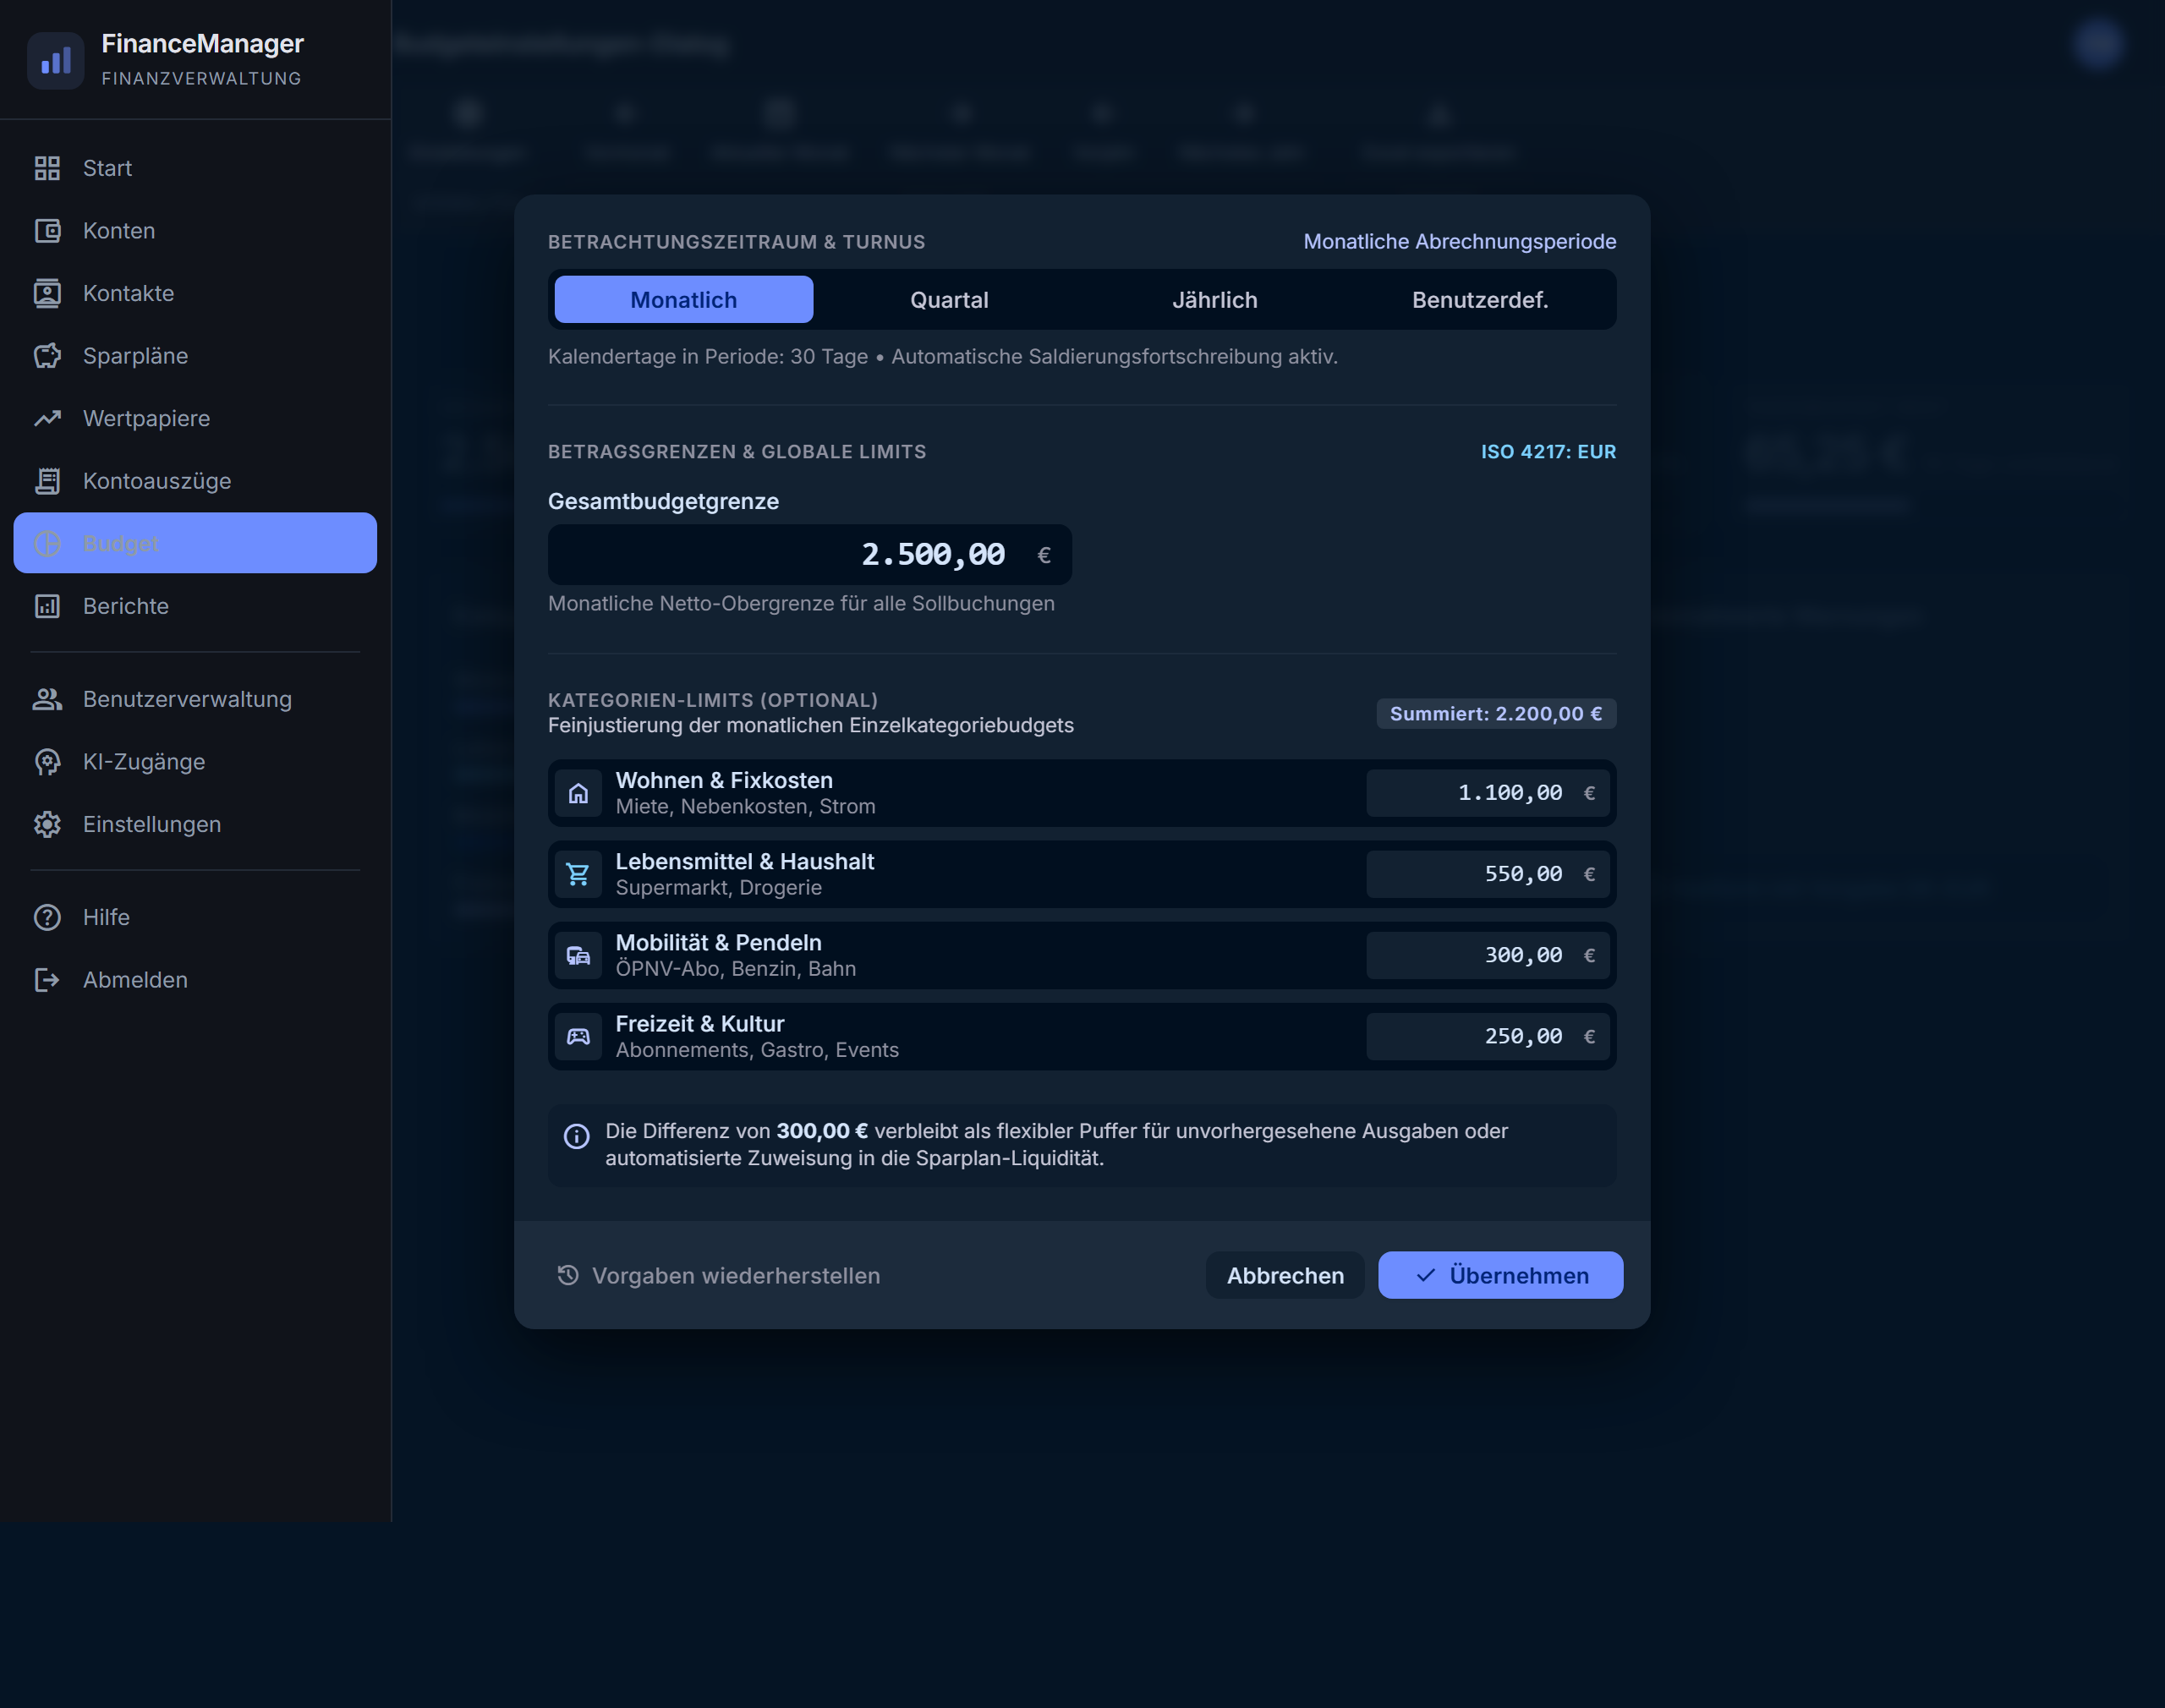 FinanceManager
FINANZVERWALTUNG
Start
Konten
Kontakte
Sparpläne
Wertpapiere
Kontoauszüge
Budget
Berichte
Benutzerverwaltung
KI-Zugänge
Einstellungen
Hilfe
Abmelden
BETRACHTUNGSZEITRAUM & TURNUS
Monatliche Abrechnungsperiode
Monatlich
Quartal
Jährlich
Benutzerdef.
Kalendertage in Periode: 30 Tage • Automatische Saldierungsfortschreibung aktiv.
BETRAGSGRENZEN & GLOBALE LIMITS
ISO 4217: EUR
Gesamtbudgetgrenze
2.500,00 €
Monatliche Netto-Obergrenze für alle Sollbuchungen
KATEGORIEN-LIMITS (OPTIONAL)
Feinjustierung der monatlichen Einzelkategoriebudgets
Summiert: 2.200,00 €
Wohnen & Fixkosten
Miete, Nebenkosten, Strom
1.100,00 €
Lebensmittel & Haushalt
Supermarkt, Drogerie
550,00 €
Mobilität & Pendeln
ÖPNV-Abo, Benzin, Bahn
300,00 €
Freizeit & Kultur
Abonnements, Gastro, Events
250,00 €
Die Differenz von 300,00 € verbleibt als flexibler Puffer für unvorhergesehene Ausgaben oder
automatisierte Zuweisung in die Sparplan-Liquidität.
Vorgaben wiederherstellen
Abbrechen
Übernehmen